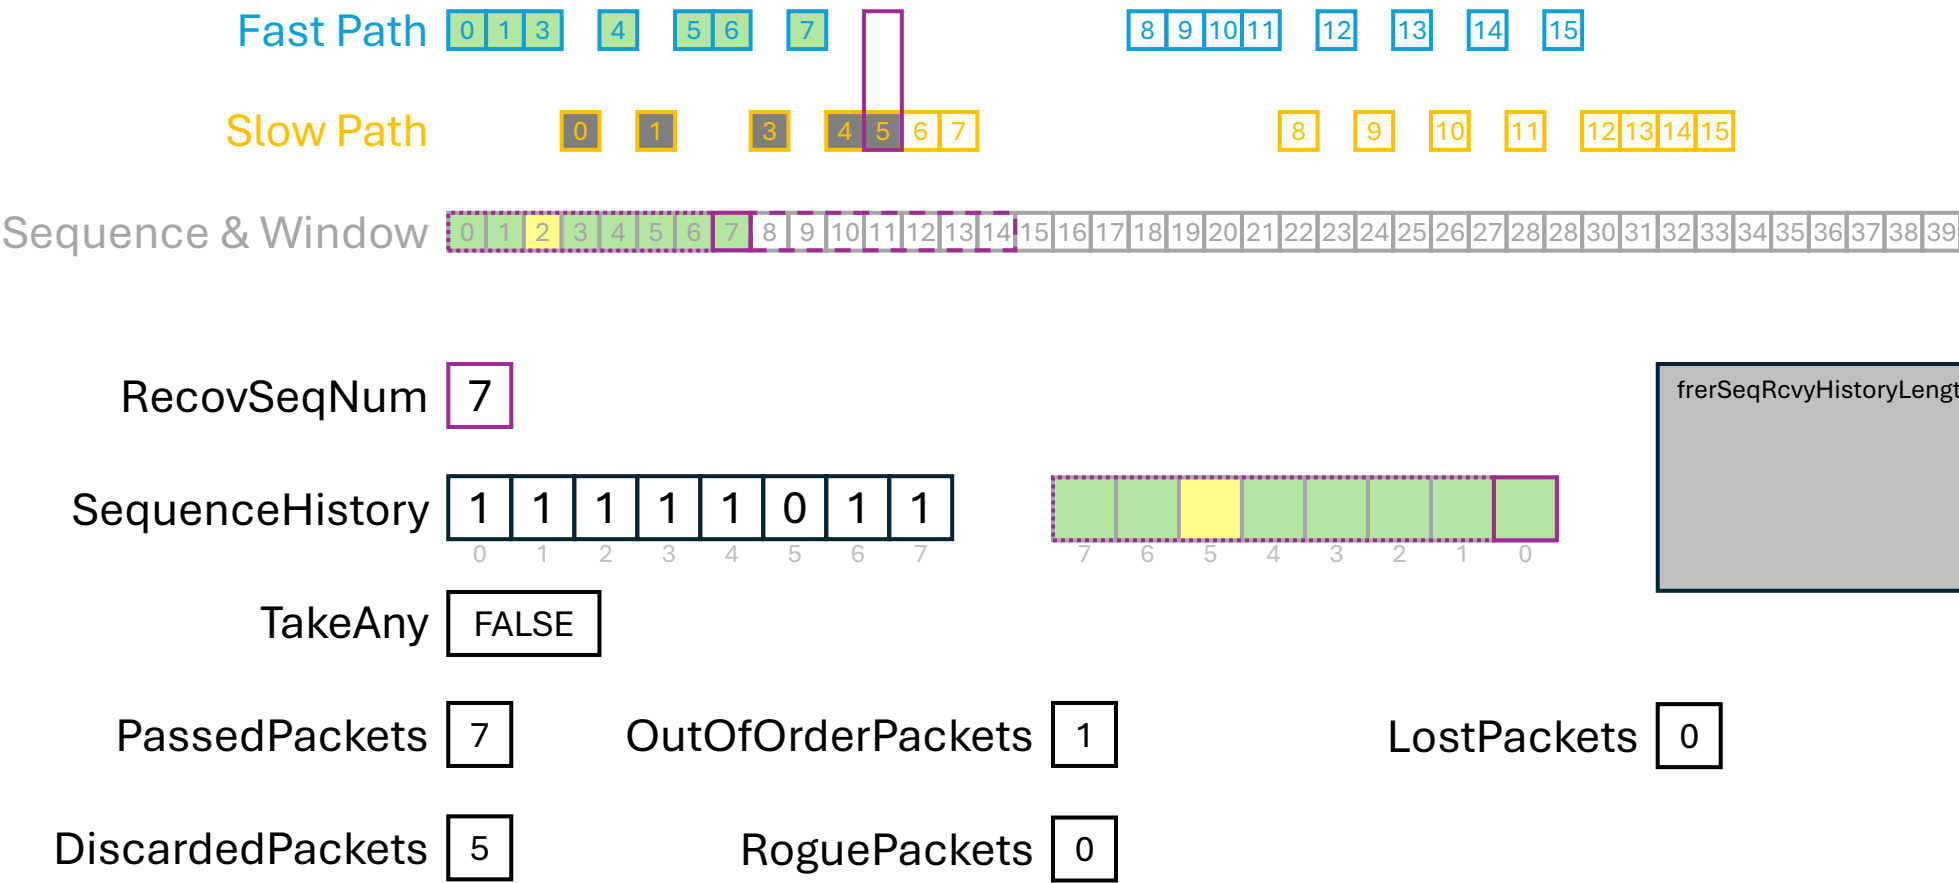 Fast Path 0 1 3 4 5 6 7 8 9 10 11 12 13 14 15
Slow Path 0 1 3 4 5 6 7 8 9 10 11 12 13 14 15
Sequence & Window 0 1 2 3 4 5 6 7 8 9 10 11 12 13 14 15 16 17 18 19 20 21 22 23 24 25 26 27 28 28 30 31 32 33 34 35 36 37 38 39
RecovSeqNum 7
frerSeqRcvyHistoryLengt
SequenceHistory 1 1 1 1 1 0 1 1
0 1 2 3 4 5 6 7 7 6 5 4 3 2 1 0
TakeAny FALSE
PassedPackets 7 OutOfOrderPackets 1 LostPackets 0
DiscardedPackets 5 RoguePackets 0